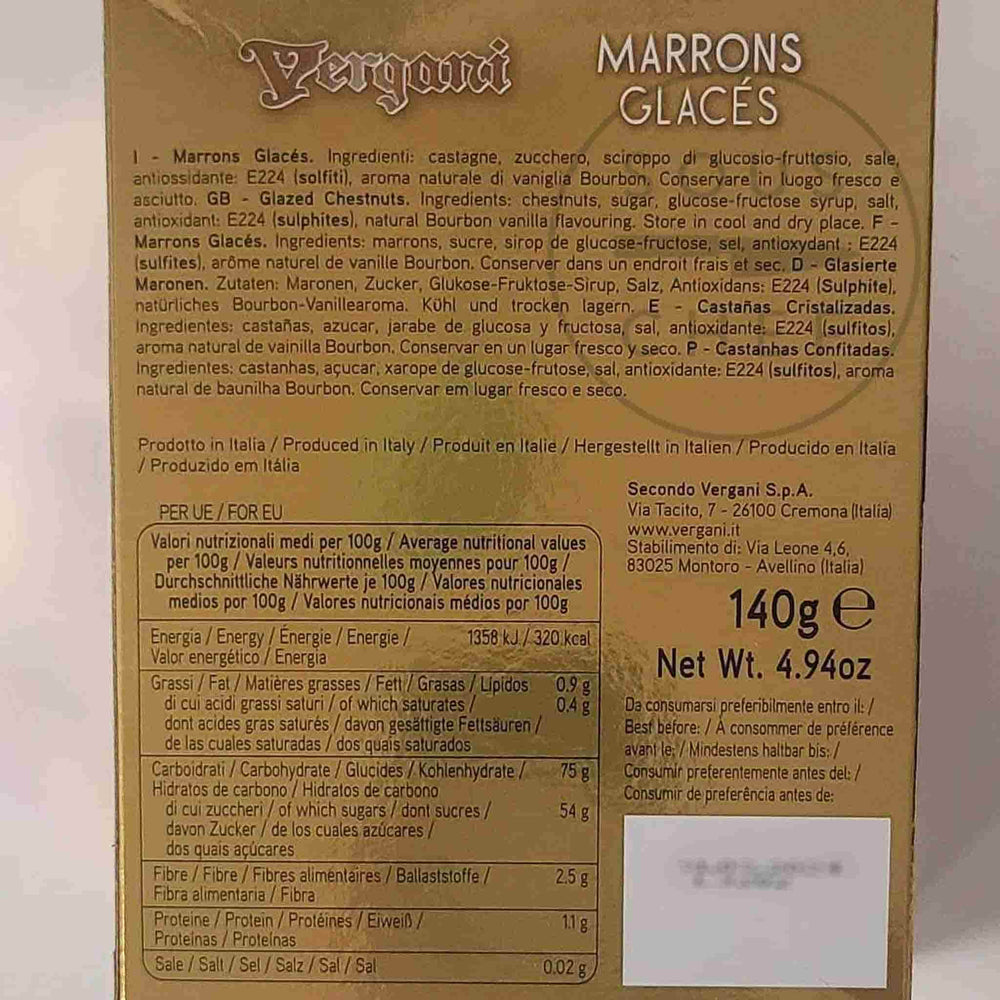 Vergani
MARRONS
GLACÉS
I - Marrons Glacés. Ingredienti: castagne, zucchero, sciroppo di glucosio-fruttosio, sale,
antiossidante: E224 (solfiti), aroma naturale di vaniglia Bourbon. Conservare in luogo fresco e
asciutto. GB - Glazed Chestnuts. Ingredients: chestnuts, sugar, glucose-fructose syrup, salt,
antioxidant: E224 (sulphites), natural Bourbon vanilla flavouring. Store in cool and dry place. F -
Marrons Glacés. Ingredients: marrons, sucre, sirop de glucose-fructose, sel, antioxydant : E224
(sulfites), arôme naturel de vanille Bourbon. Conserver dans un endroit frais et sec. D - Glasierte
Maronen. Zutaten: Maronen, Zucker, Glukose-Fruktose-Sirup, Salz, Antioxidans: E224 (Sulphite),
natürliches Bourbon-Vanillearoma. Kühl und trocken lagern. E - Castañas Cristalizadas.
Ingredientes: castañas, azucar, jarabe de glucosa y fructosa, sal, antioxidante: E224 (sulfitos),
aroma natural de vainilla Bourbon. Conservar en un lugar fresco y seco. P - Castanhas Confitadas.
Ingredientes: castanhas, açucar, xarope de glucose-frutose, sal, antioxidante: E224 (sulfitos), aroma
natural de baunilha Bourbon. Conservar em lugar fresco e seco.
Prodotto in Italia / Produced in Italy / Produit en Italie / Hergestellt in Italien / Producido en Italia
/ Produzido em Itália
PER UE / FOR EU
Valori nutrizionali medi per 100g / Average nutritional values
per 100g / Valeurs nutritionnelles moyennes pour 100g /
Durchschnittliche Nährwerte je 100g / Valores nutricionales
medios por 100g / Valores nutricionais médios por 100g
Energia / Energy / Énergie / Energie / 1358 kJ / 320 kcal
Valor energético / Energia
Grassi / Fat / Matières grasses / Fett / Grasas / Lípidos 0.9 g
di cui acidi grassi saturi / of which saturates / 0,4 g
dont acides gras saturés / davon gesättigte Fettsäuren /
de las cuales saturadas / dos quais saturados
Carboidrati / Carbohydrate / Glucides / Kohlenhydrate / 75 g
Hidratos de carbono / Hidratos de carbono
di cui zuccheri / of which sugars / dont sucres / 54 g
davon Zucker / de los cuales azúcares /
dos quais açúcares
Fibre / Fibre / Fibres alimentaires / Ballaststoffe / 2.5 g
Fibra alimentaria / Fibra
Proteine / Protein / Protéines / Eiweiß / 1.1 g
Proteínas / Proteínas
Sale / Salt / Sel / Salz / Sal / Sal 0.02 g
Secondo Vergani S.p.A.
Via Tacito, 7 - 26100 Cremona (Italia)
www.vergani.it
Stabilimento di: Via Leone 4,6,
83025 Montoro - Avellino (Italia)
140g ℮
Net Wt. 4.94oz
Da consumarsi preferibilmente entro il: /
Best before: / À consommer de préférence
avant le: / Mindestens haltbar bis: /
Consumir preferentemente antes del: /
Consumir de preferência antes de: